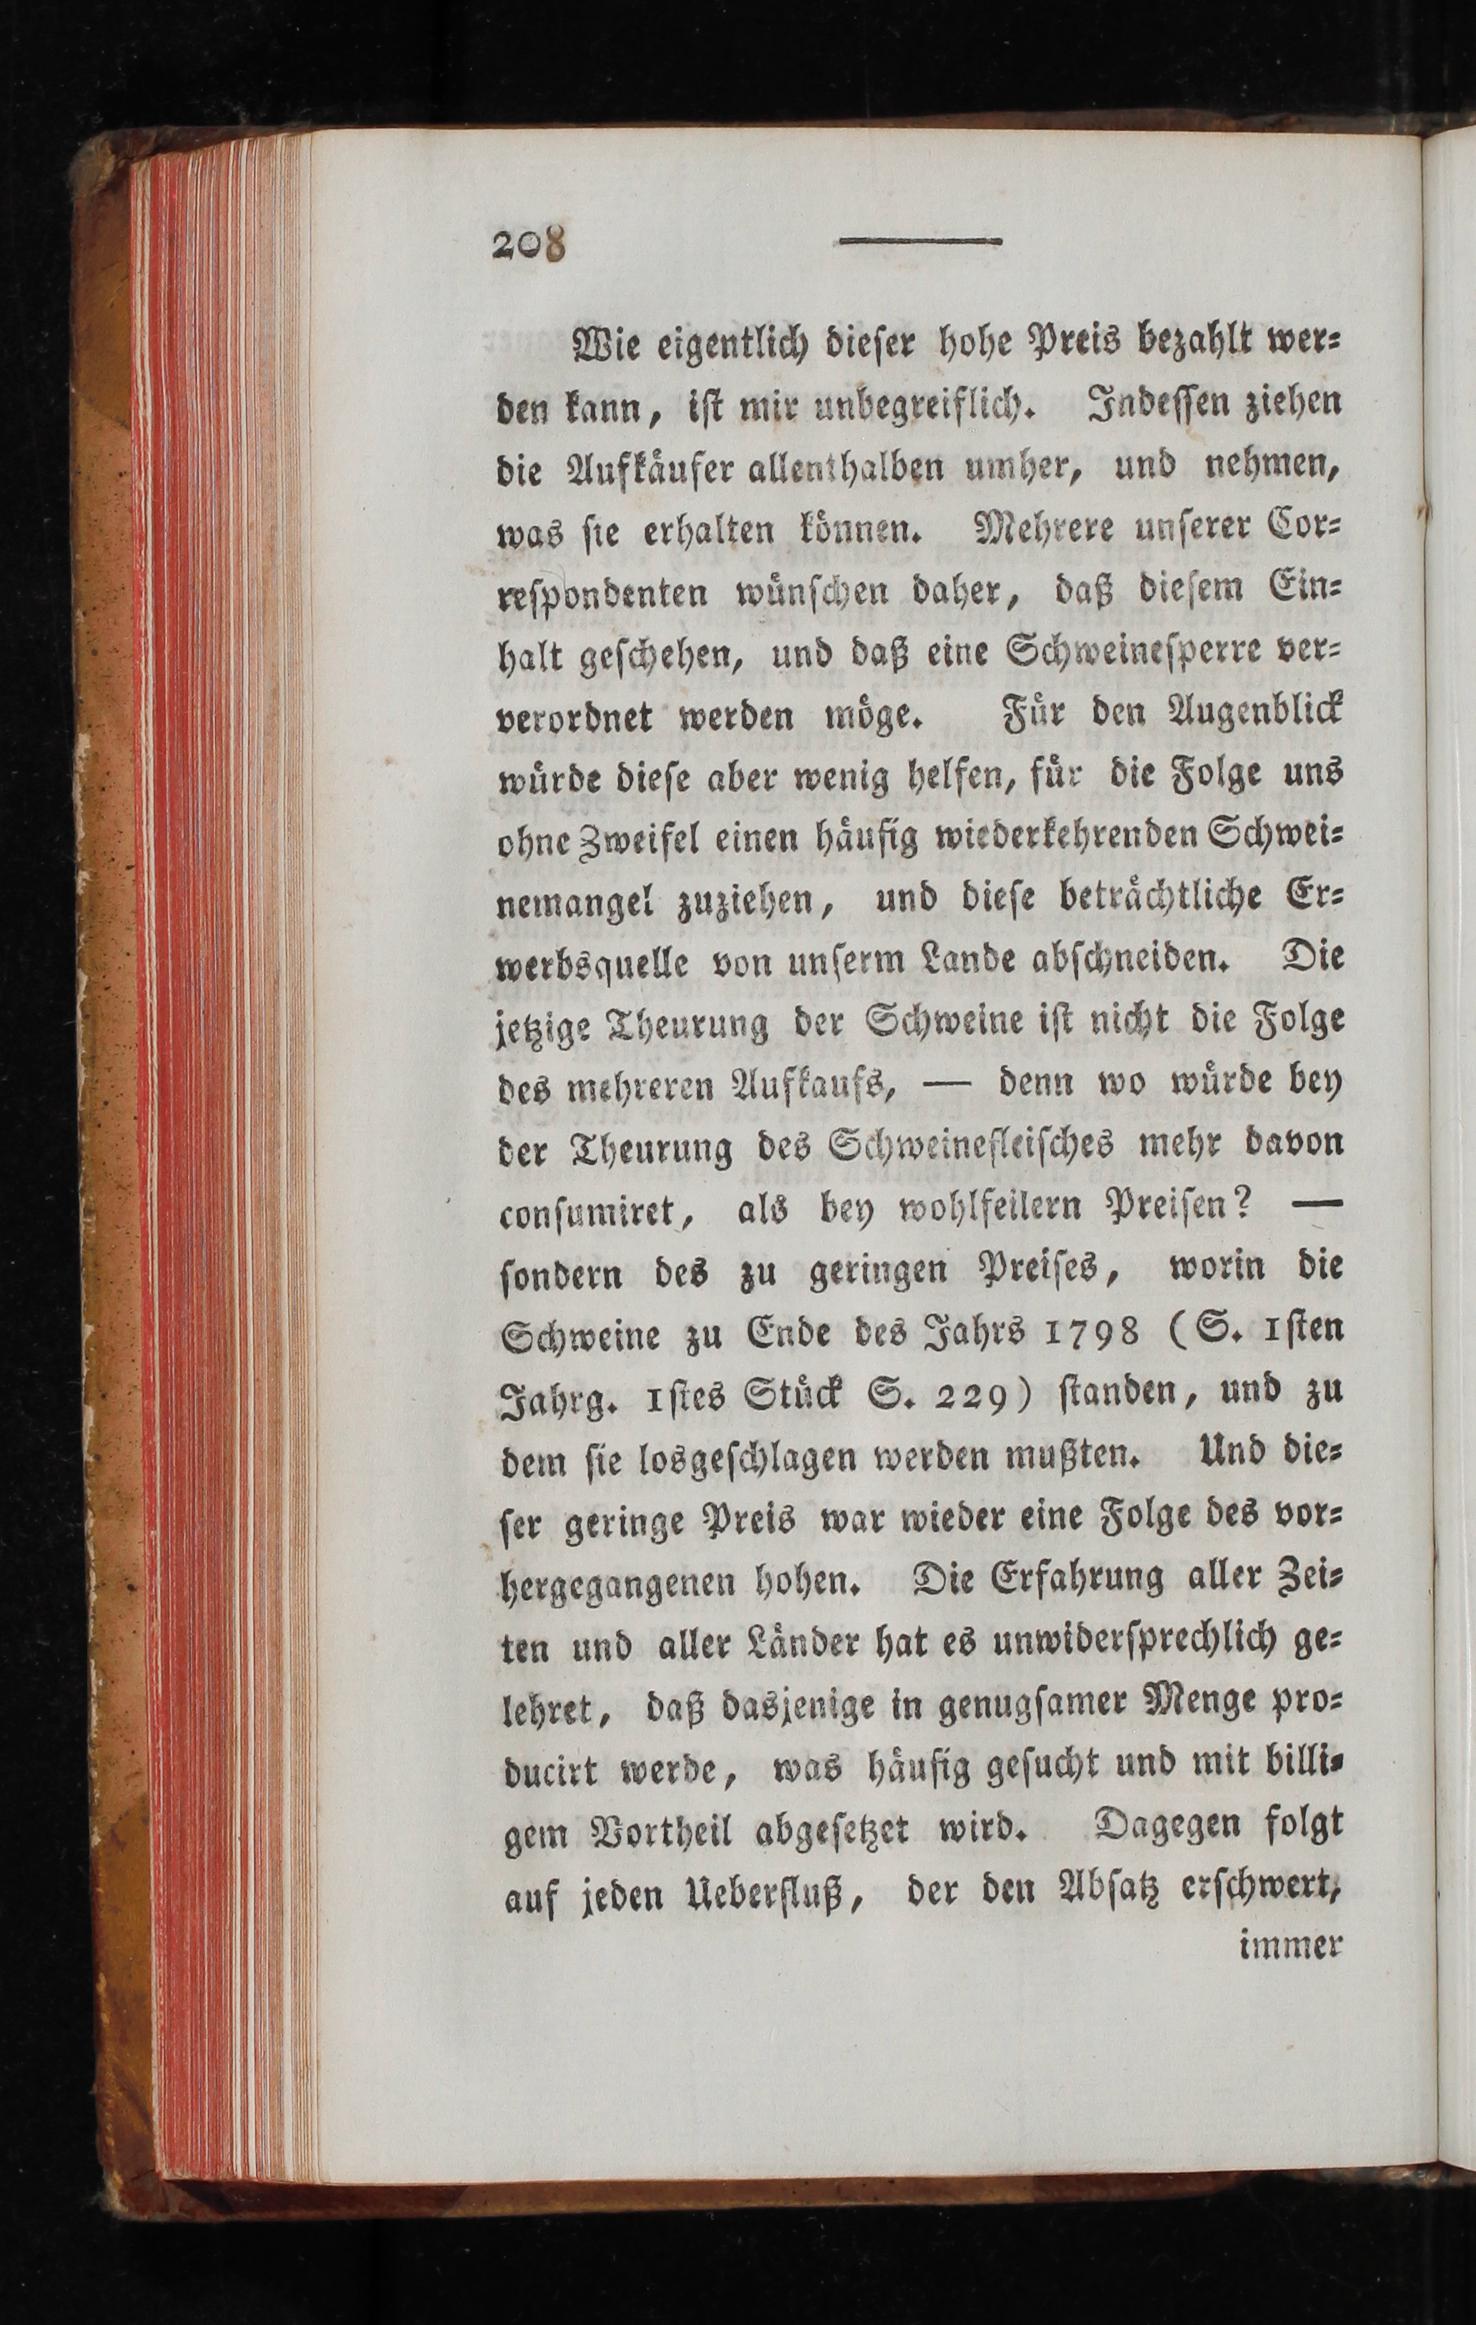 208
Wie eigentlich dieser hohe Preis bezahlt wer=
den kann, ist mir unbegreiflich. Indessen ziehen
die Aufkäufer allenthalben umher, und nehmen,
was sie erhalten können. Mehrere unserer Cor=
respondenten wünschen daher, daß diesem Ein=
halt geschehen, und daß eine Schweinesperre ver=
verordnet werden möge. Für den Augenblick
würde diese aber wenig helfen, für die Folge uns
ohne Zweifel einen häufig wiederkehrenden Schwei=
nemangel zuziehen, und diese beträchtliche Er=
werbsquelle von unserm Lande abschneiden. Die
jetzige Theurung der Schweine ist nicht die Folge
des mehreren Aufkaufs, — denn wo würde bey
der Theurung des Schweinefleisches mehr davon
consumiret, als bey wohlfeilern Preisen? —
sondern des zu geringen Preises, worin die
Schweine zu Ende des Jahrs 1798 (S. 1sten
Jahrg. 1stes Stück S. 229) standen, und zu
dem sie losgeschlagen werden mußten. Und die=
ser geringe Preis war wieder eine Folge des vor=
hergegangenen hohen. Die Erfahrung aller Zei=
ten und aller Länder hat es unwidersprechlich ge=
lehret, daß dasjenige in genugsamer Menge pro=
ducirt werde, was häufig gesucht und mit billi=
gem Vortheil abgesetzet wird. Dagegen folgt
auf jeden Ueberfluß, der den Absatz erschwert,
immer